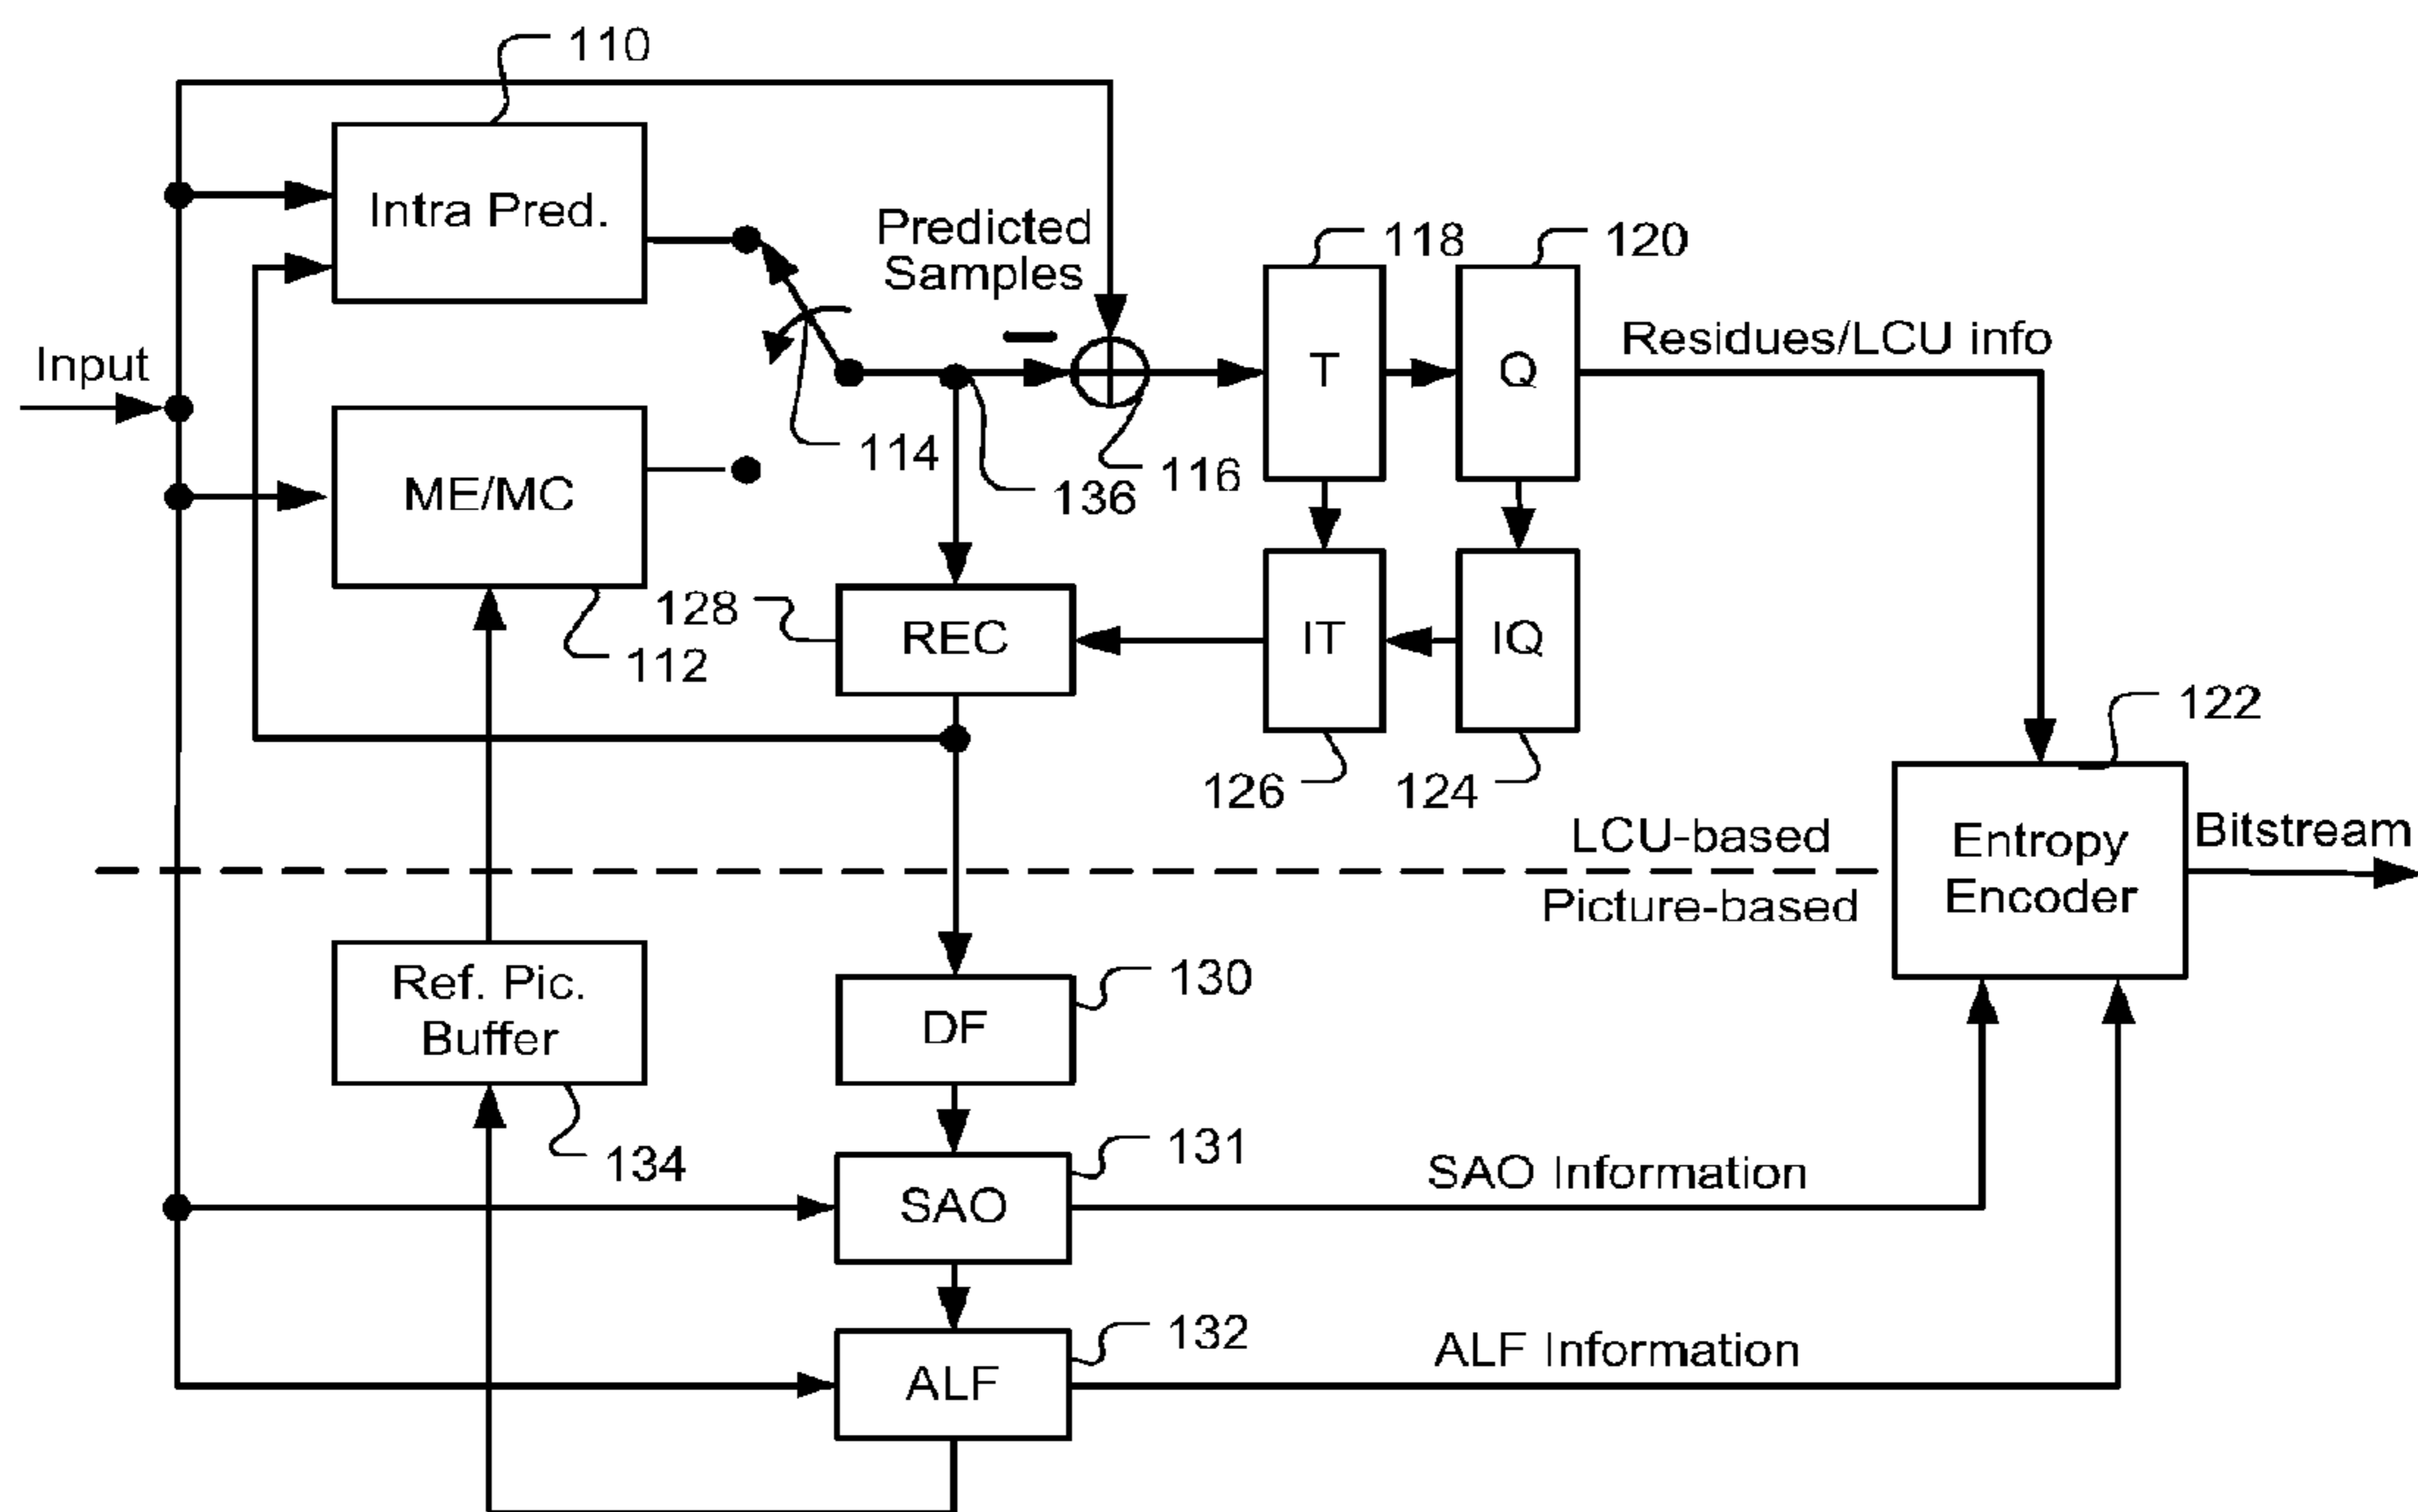 110
Intra Pred.
Predicted
Samples
118
120
Input
Residues/LCU info
T
Q
114
116
136
ME/MC
128
REC
IT
IQ
112
126
124
122
LCU-based
Entropy
Encoder
Bitstream
Picture-based
Ref. Pic.
Buffer
130
DF
134
131
SAO
SAO Information
132
ALF
ALF Information